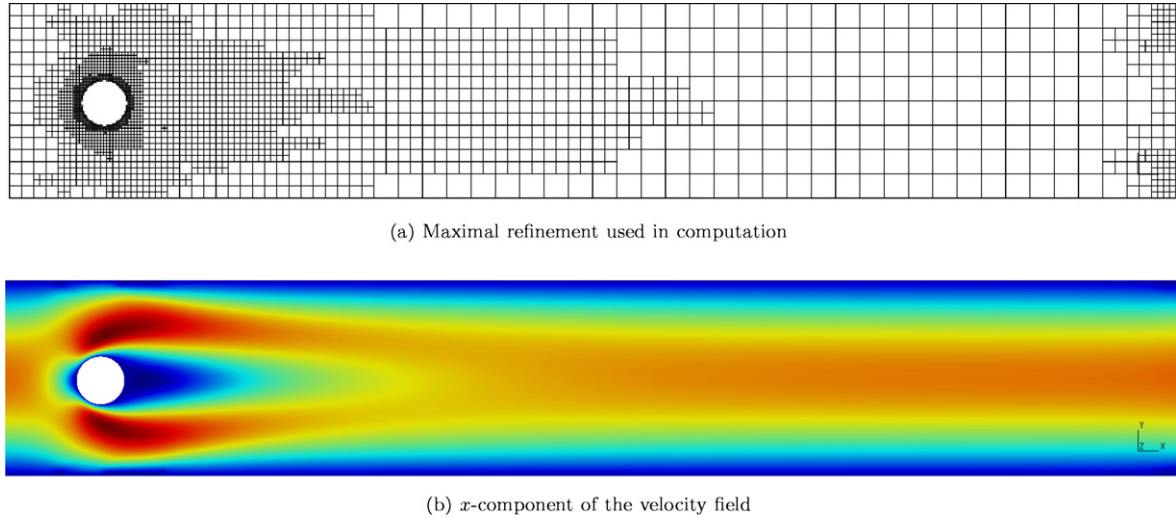 (a) Maximal refinement used in computation
Y
Z X
(b) x-component of the velocity field